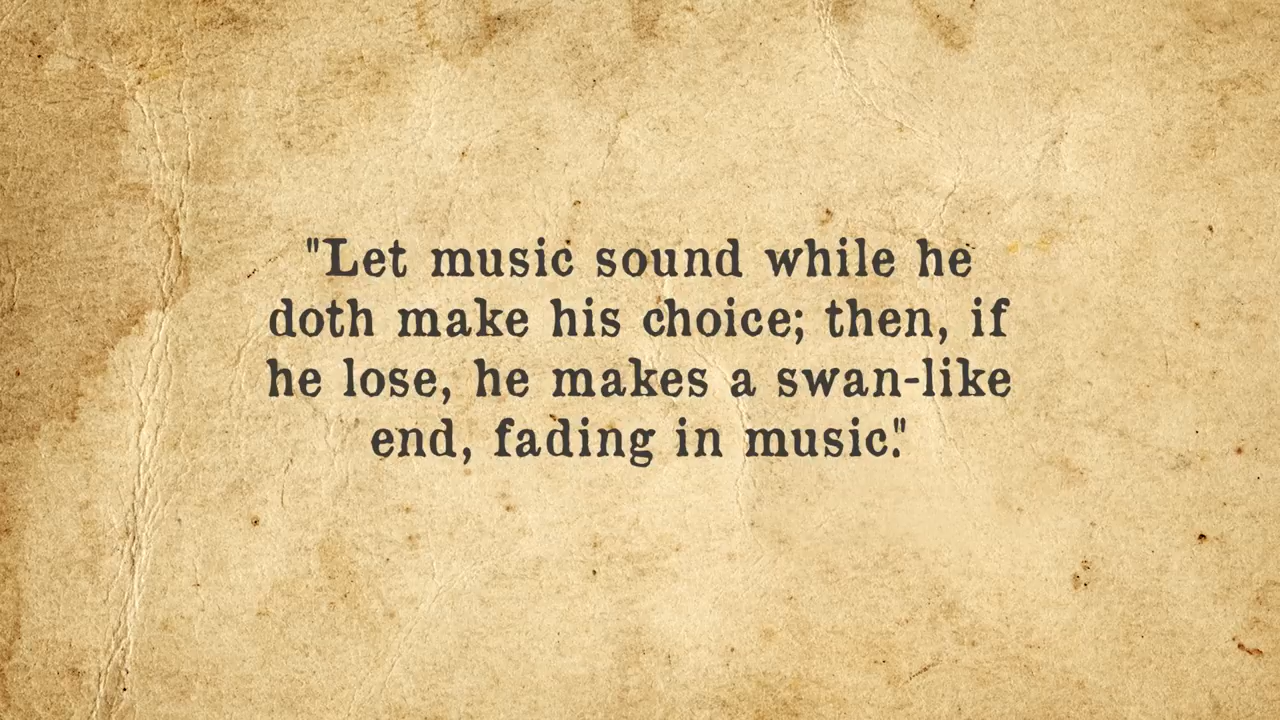 "Let music sound while he
doth make his choice; then, if
he lose, he makes a swan-like
end, fading in music."